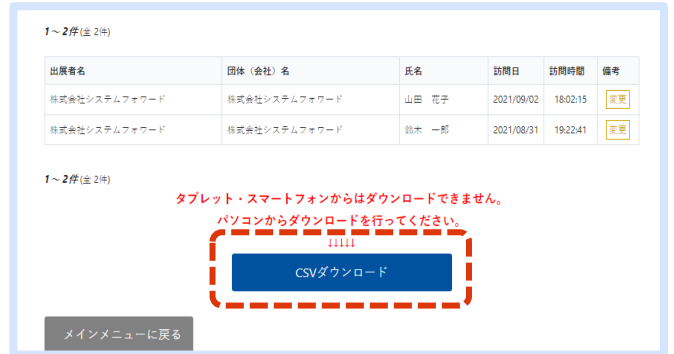 1～2件(全 2件)
出展者名 団体（会社）名 氏名 訪問日 訪問時間 備考
株式会社システムフォワード 株式会社システムフォワード 山田　花子 2021/09/02 18:02:15 変更
株式会社システムフォワード 株式会社システムフォワード 鈴木　一郎 2021/08/31 19:22:41 変更
1～2件(全 2件)
タブレット・スマートフォンからはダウンロードできません。
パソコンからダウンロードを行ってください。
↓↓↓↓↓
CSVダウンロード
メインメニューに戻る